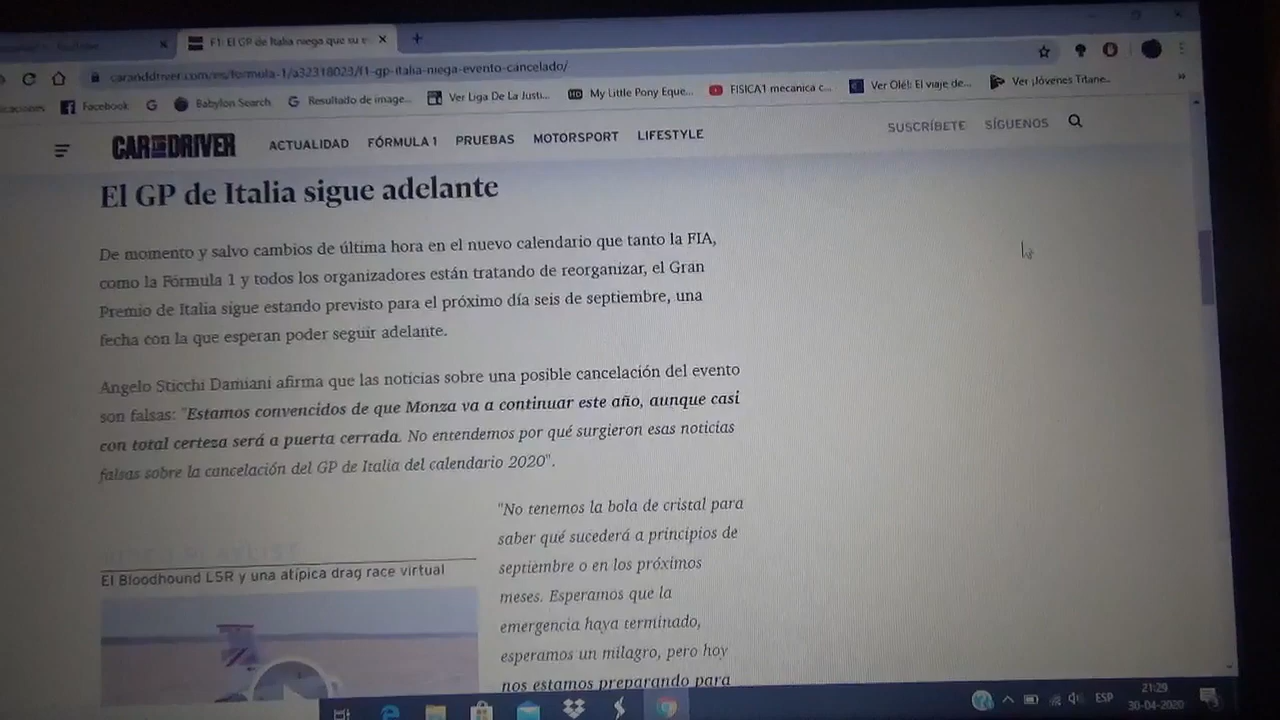 F1: El GP de Italia niega que su e
caranddriver.com/es/formula-1/a32318023/f1-gp-italia-niega-evento-cancelado/
Facebook
G
Babylon Search
Resultado de image...
Ver Liga De La Justi...
My Little Pony Eque...
FISICA1 mecanica c...
Ver Olé!: El viaje de...
Ver ¡Jóvenes Titane...
CAR AND DRIVER
ACTUALIDAD FÓRMULA 1 PRUEBAS MOTORSPORT LIFESTYLE
SUSCRÍBETE SÍGUENOS
El GP de Italia sigue adelante
De momento y salvo cambios de última hora en el nuevo calendario que tanto la FIA,
como la Fórmula 1 y todos los organizadores están tratando de reorganizar, el Gran
Premio de Italia sigue estando previsto para el próximo día seis de septiembre, una
fecha con la que esperan poder seguir adelante.
Angelo Sticchi Damiani afirma que las noticias sobre una posible cancelación del evento
son falsas: "Estamos convencidos de que Monza va a continuar este año, aunque casi
con total certeza será a puerta cerrada. No entendemos por qué surgieron esas noticias
falsas sobre la cancelación del GP de Italia del calendario 2020".
"No tenemos la bola de cristal para
saber qué sucederá a principios de
septiembre o en los próximos
meses. Esperamos que la
emergencia haya terminado,
esperamos un milagro, pero hoy
nos estamos preparando para
El Bloodhound LSR y una atípica drag race virtual
ESP
21:29
30-04-2020